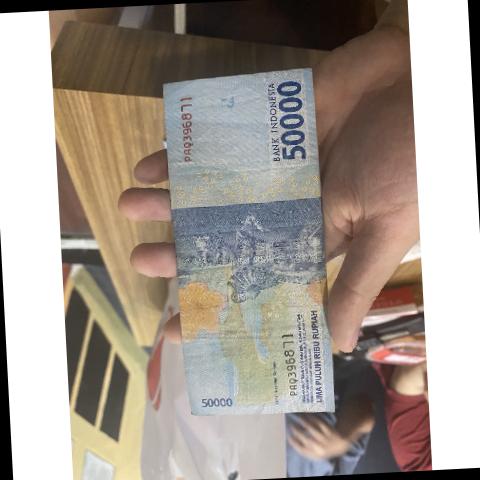 PAQ396871
BANK INDONESIA
50000
50000
PAQ396871
LIMA PULUH RIBU RUPIAH